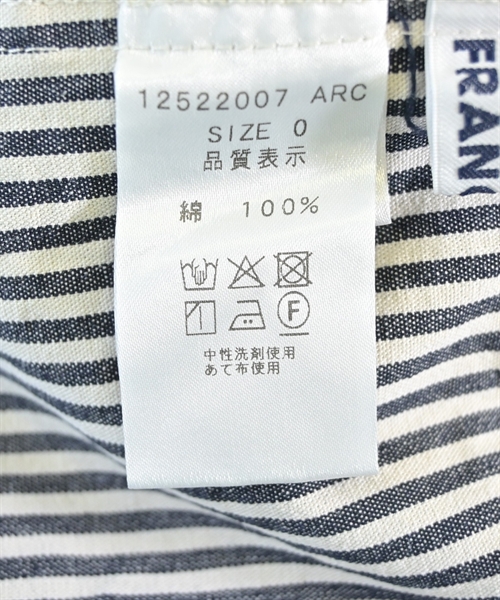 12522007 ARC
SIZE 0
品質表示
綿 100%
F
中性洗剤使用
あて布使用
FRANC